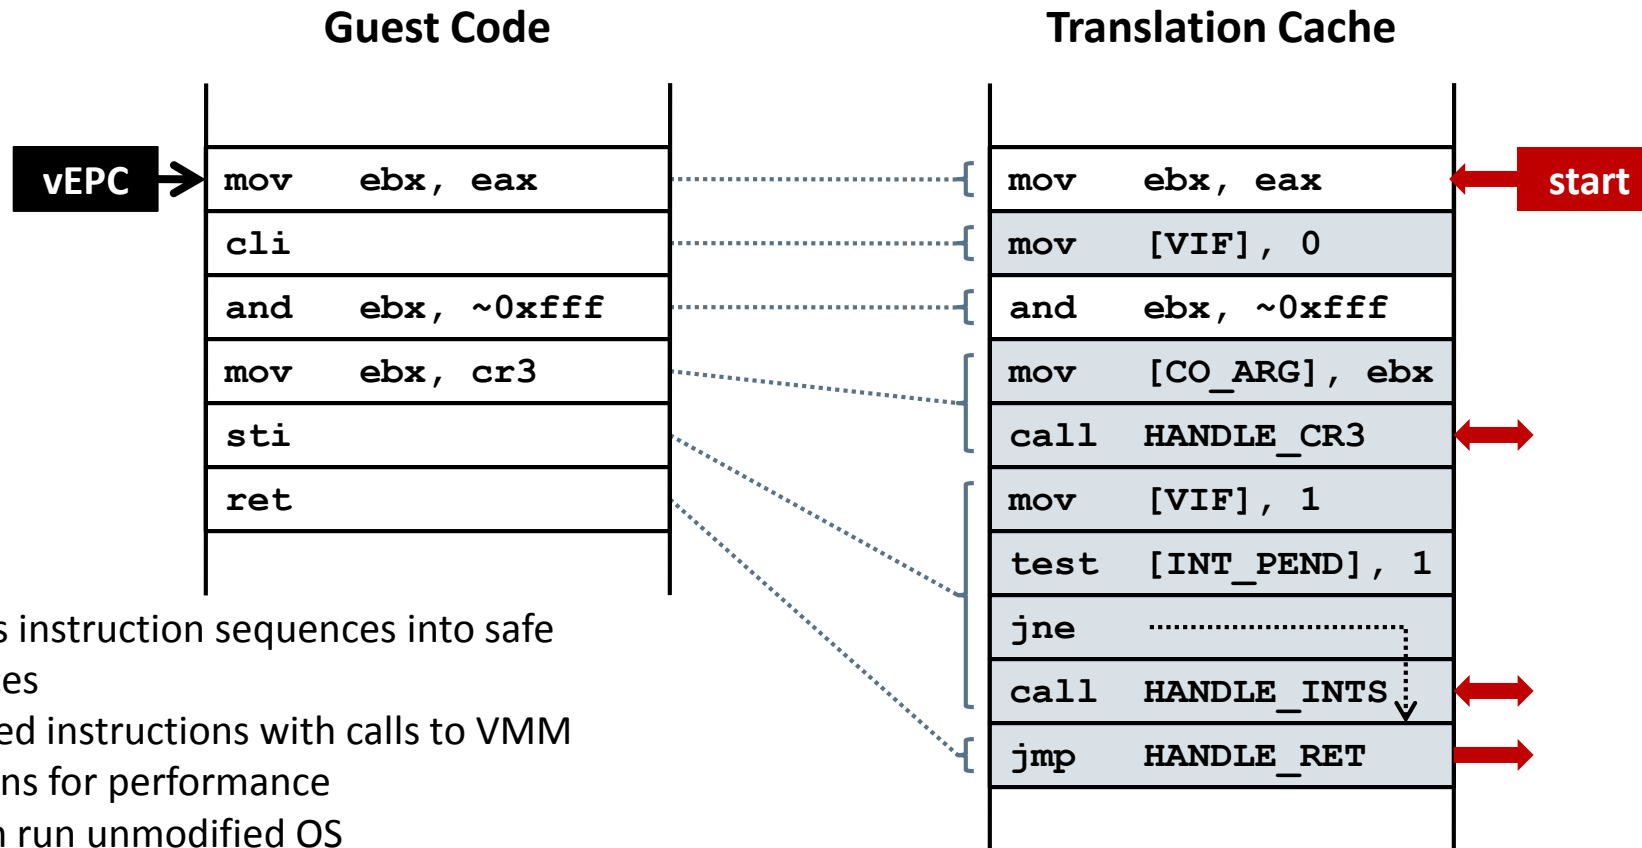 Guest Code
Translation Cache
vEPC
mov ebx, eax
cli
and ebx, ~0xfff
mov ebx, cr3
sti
ret
mov ebx, eax
start
mov [VIF], 0
and ebx, ~0xfff
mov [CO_ARG], ebx
call HANDLE_CR3
mov [VIF], 1
test [INT_PEND], 1
jne
call HANDLE_INTS
jmp HANDLE_RET
s instruction sequences into safe
es
ed instructions with calls to VMM
ns for performance
n run unmodified OS